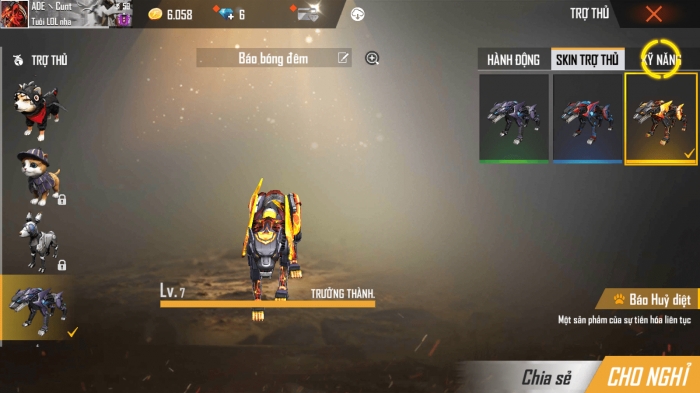 ADE ヽ Cunt
Tuổi LOL nha
50
6.058
6
TRỢ THỦ
TRỢ THỦ
Báo bóng đêm
HÀNH ĐỘNG
SKIN TRỢ THỦ
KỸ NĂNG
Lv.7
TRƯỞNG THÀNH.
Báo Huỷ diệt
Một sản phẩm của sự tiên hóa liên tục
Chia sẻ
CHO NGHỈ